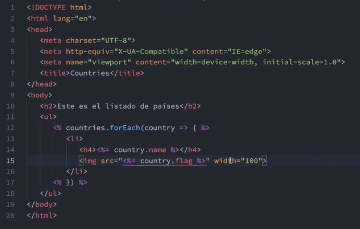 1 <!DOCTYPE html>
2 <html lang="en">
3 <head>
4 <meta charset="UTF-8">
5 <meta http-equiv="X-UA-Compatible" content="IE=edge">
6 <meta name="viewport" content="width=device-width, initial-scale=1.0">
7 <title>Countries</title>
8 </head>
9 <body>
10 <h2>Este es el listado de países</h2>
11 <ul>
12 <% countries.forEach(country => { %>
13 <li>
14 <h4><%= country.name %></h4>
15 <img src="<%= country.flag %>" width="100">
16 </li>
17 <% }) %>
18 </ul>
19 </body>
20 </html>